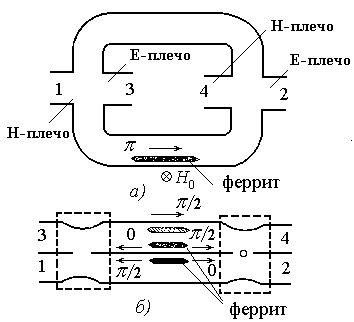 Н-плечо
Е-плечо
Е-плечо
1 3 4 2
Н-плечо
π
⊗ H₀
феррит
а)
π/2
3 0 π/2 4
1 π/2 0 2
б)
феррит